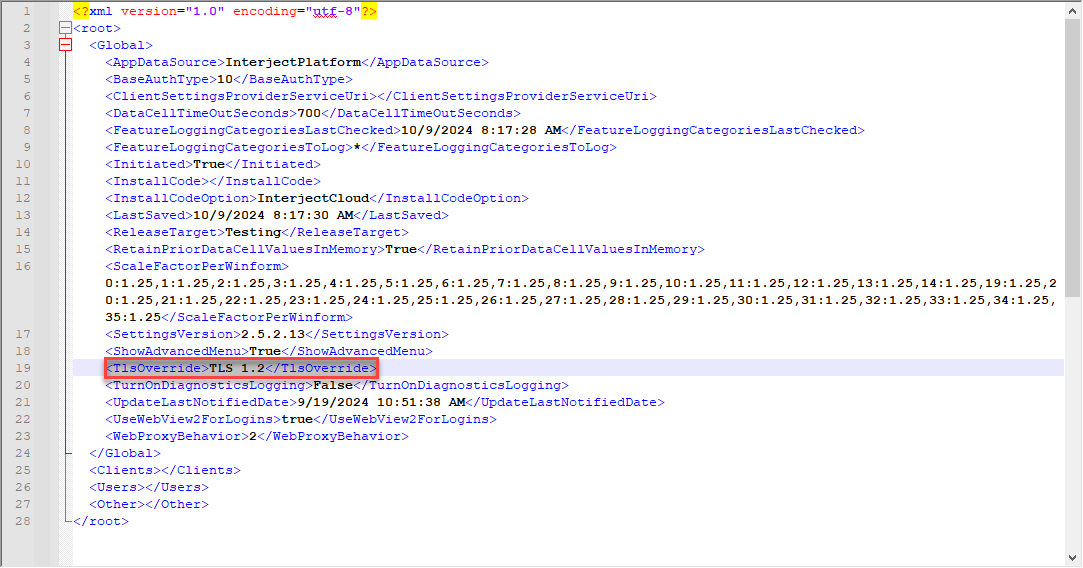 1 <?xml version="1.0" encoding="utf-8"?>
2 <root>
3 <Global>
4 <AppDataSource>InterjectPlatform</AppDataSource>
5 <BaseAuthType>10</BaseAuthType>
6 <ClientSettingsProviderServiceUri></ClientSettingsProviderServiceUri>
7 <DataCellTimeOutSeconds>700</DataCellTimeOutSeconds>
8 <FeatureLoggingCategoriesLastChecked>10/9/2024 8:17:28 AM</FeatureLoggingCategoriesLastChecked>
9 <FeatureLoggingCategoriesToLog>*</FeatureLoggingCategoriesToLog>
10 <Initiated>True</Initiated>
11 <InstallCode></InstallCode>
12 <InstallCodeOption>InterjectCloud</InstallCodeOption>
13 <LastSaved>10/9/2024 8:17:30 AM</LastSaved>
14 <ReleaseTarget>Testing</ReleaseTarget>
15 <RetainPriorDataCellValuesInMemory>True</RetainPriorDataCellValuesInMemory>
16 <ScaleFactorPerWinform>
0:1.25,1:1.25,2:1.25,3:1.25,4:1.25,5:1.25,6:1.25,7:1.25,8:1.25,9:1.25,10:1.25,11:1.25,12:1.25,13:1.25,14:1.25,19:1.25,2
0:1.25,21:1.25,22:1.25,23:1.25,24:1.25,25:1.25,26:1.25,27:1.25,28:1.25,29:1.25,30:1.25,31:1.25,32:1.25,33:1.25,34:1.25,
35:1.25</ScaleFactorPerWinform>
17 <SettingsVersion>2.5.2.13</SettingsVersion>
18 <ShowAdvancedMenu>True</ShowAdvancedMenu>
19 <TlsOverride>TLS 1.2</TlsOverride>
20 <TurnOnDiagnosticsLogging>False</TurnOnDiagnosticsLogging>
21 <UpdateLastNotifiedDate>9/19/2024 10:51:38 AM</UpdateLastNotifiedDate>
22 <UseWebView2ForLogins>true</UseWebView2ForLogins>
23 <WebProxyBehavior>2</WebProxyBehavior>
24 </Global>
25 <Clients></Clients>
26 <Users></Users>
27 <Other></Other>
28 </root>